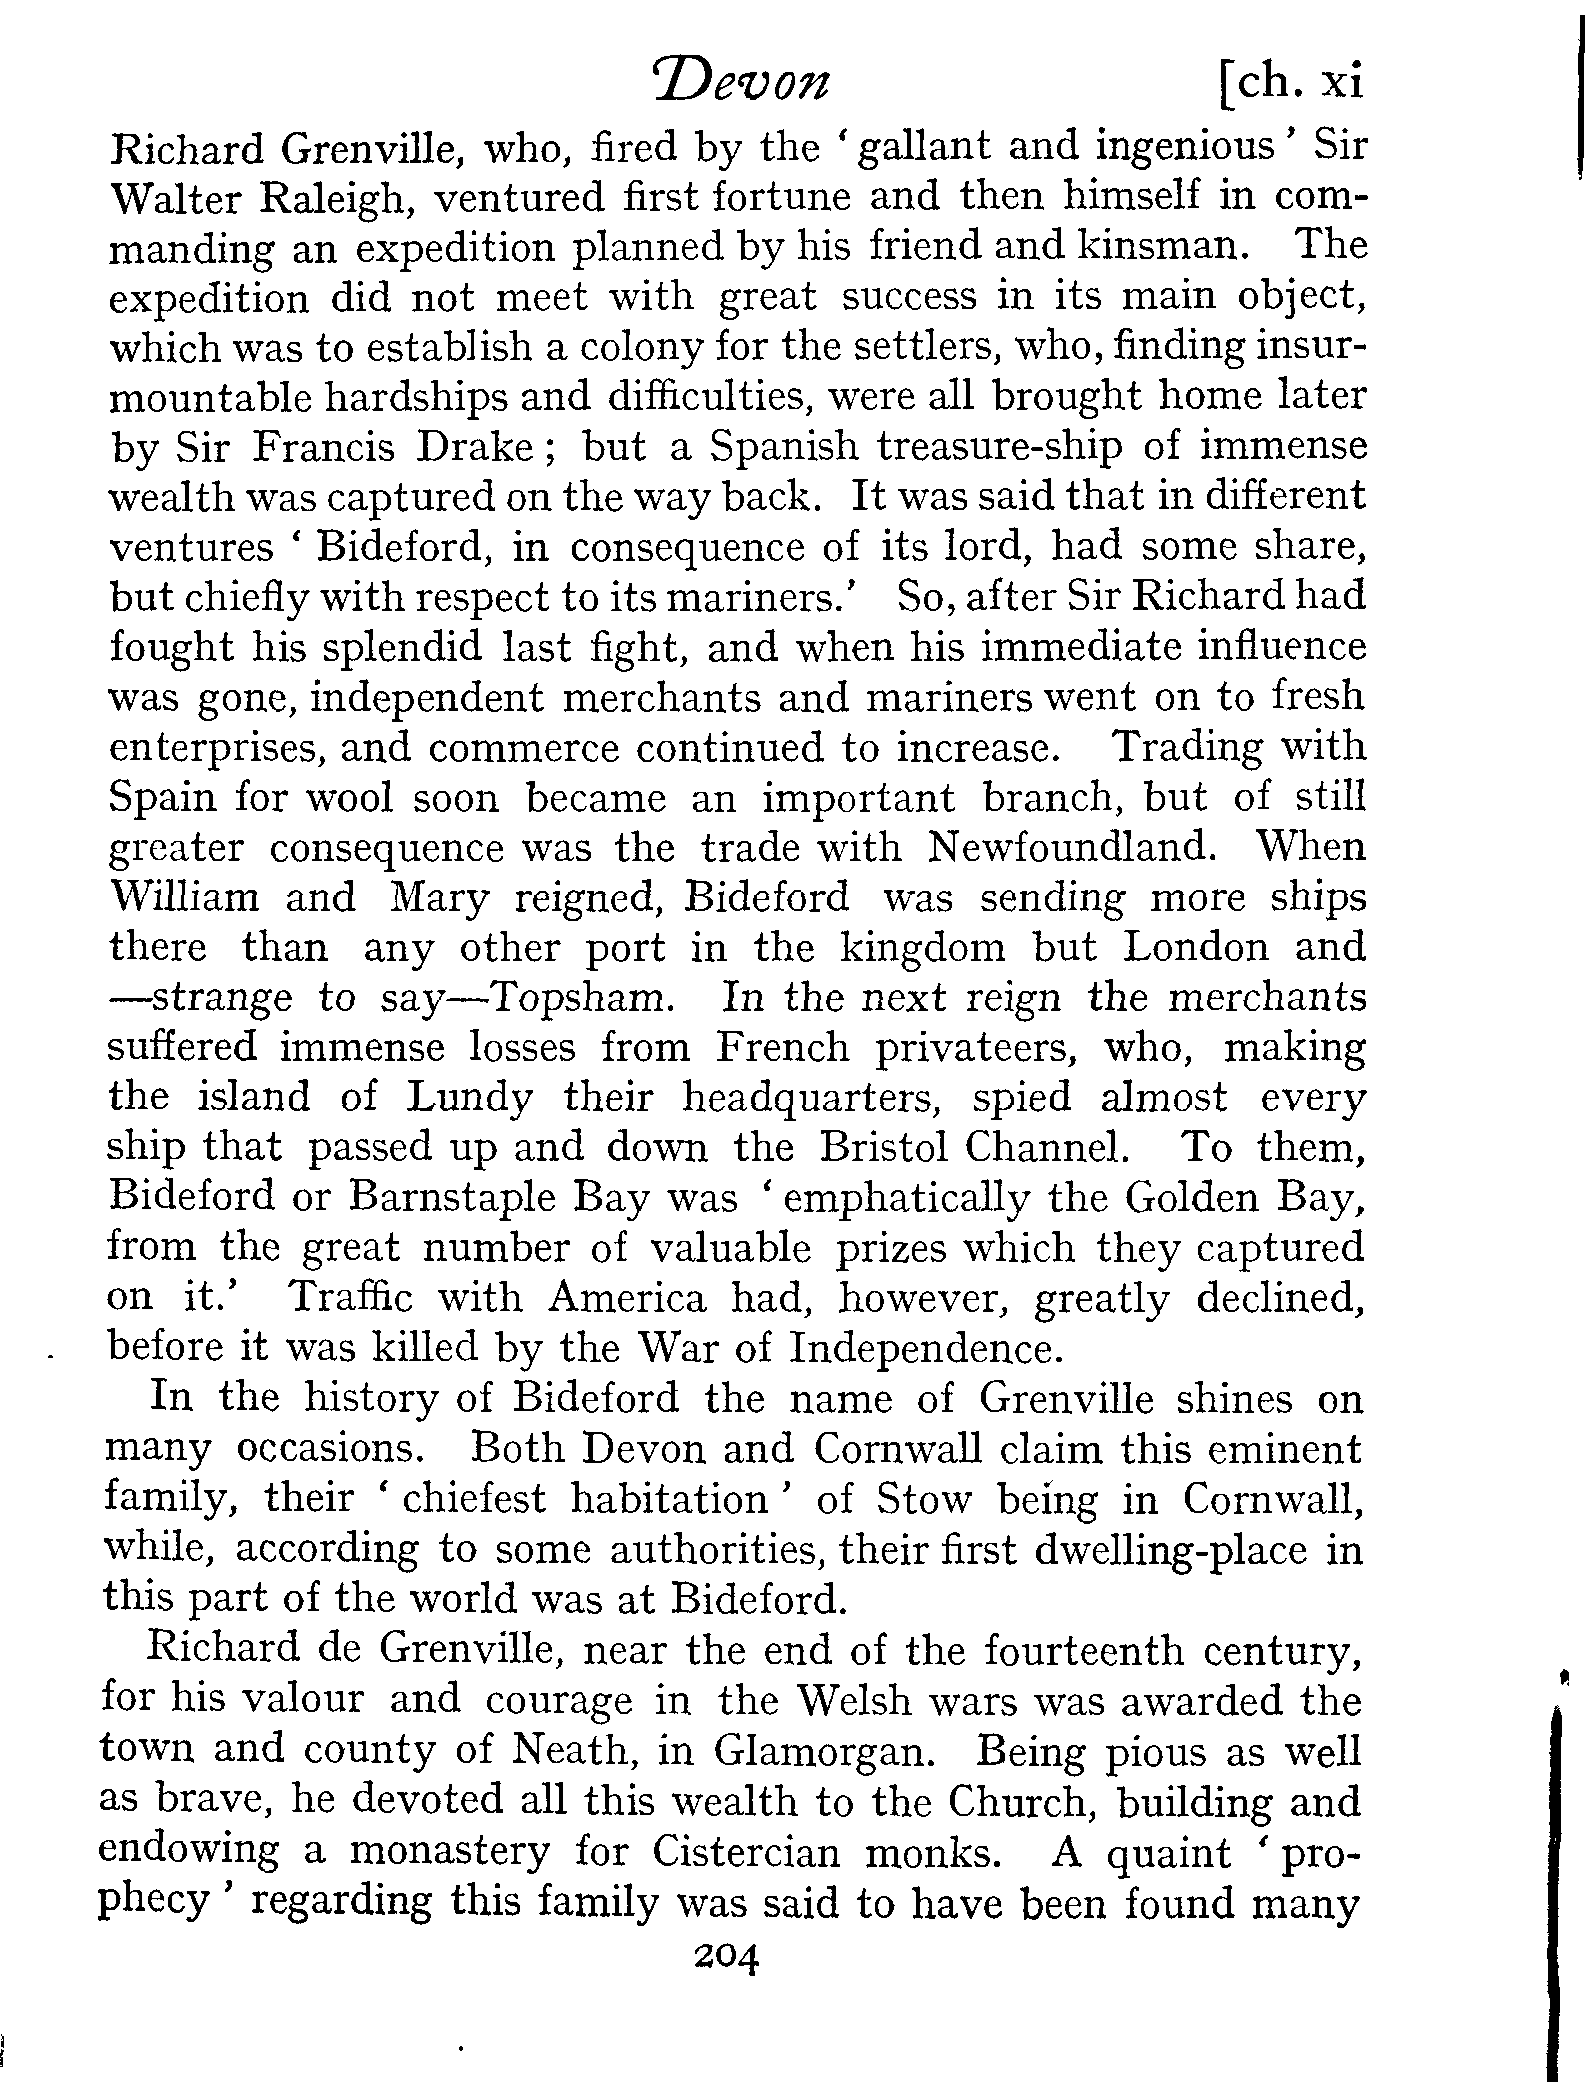 Devon [ch. xi
Richard Grenville, who, fired by the ‘ gallant and ingenious ’ Sir
Walter Raleigh, ventured first fortune and then himself in com-
manding an expedition planned by his friend and kinsman. The
expedition did not meet with great success in its main object,
which was to establish a colony for the settlers, who, finding insur-
mountable hardships and difficulties, were all brought home later
by Sir Francis Drake ; but a Spanish treasure-ship of immense
wealth was captured on the way back. It was said that in different
ventures ‘ Bideford, in consequence of its lord, had some share,
but chiefly with respect to its mariners.’ So, after Sir Richard had
fought his splendid last fight, and when his immediate influence
was gone, independent merchants and mariners went on to fresh
enterprises, and commerce continued to increase. Trading with
Spain for wool soon became an important branch, but of still
greater consequence was the trade with Newfoundland. When
William and Mary reigned, Bideford was sending more ships
there than any other port in the kingdom but London and
—strange to say—Topsham. In the next reign the merchants
suffered immense losses from French privateers, who, making
the island of Lundy their headquarters, spied almost every
ship that passed up and down the Bristol Channel. To them,
Bideford or Barnstaple Bay was ‘ emphatically the Golden Bay,
from the great number of valuable prizes which they captured
on it.’ Traffic with America had, however, greatly declined,
before it was killed by the War of Independence.
In the history of Bideford the name of Grenville shines on
many occasions. Both Devon and Cornwall claim this eminent
family, their ‘ chiefest habitation ’ of Stow being in Cornwall,
while, according to some authorities, their first dwelling-place in
this part of the world was at Bideford.
Richard de Grenville, near the end of the fourteenth century,
for his valour and courage in the Welsh wars was awarded the
town and county of Neath, in Glamorgan. Being pious as well
as brave, he devoted all this wealth to the Church, building and
endowing a monastery for Cistercian monks. A quaint ‘ pro-
phecy ’ regarding this family was said to have been found many
204